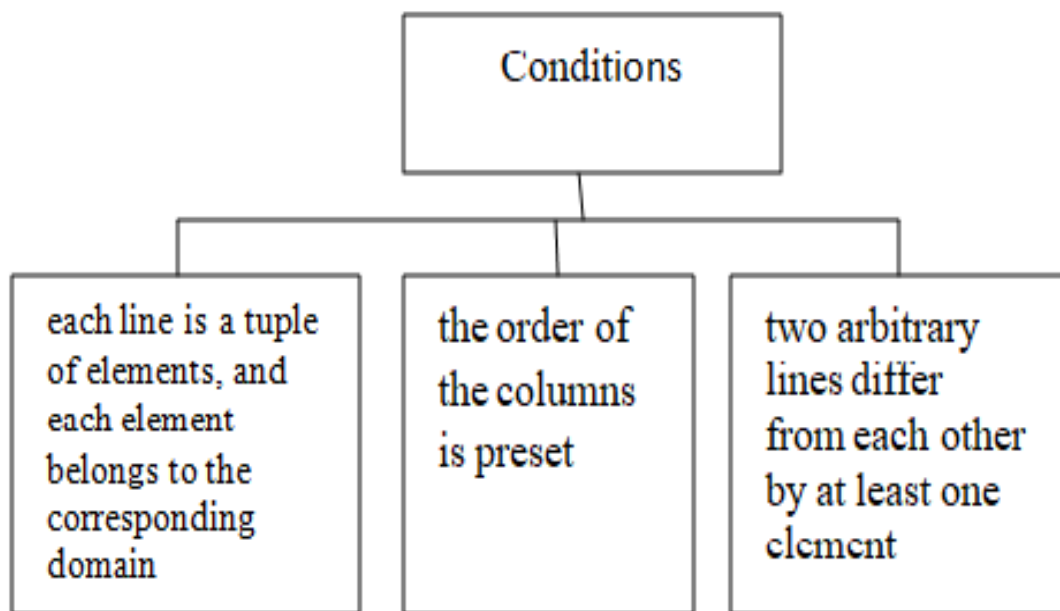 Conditions
each line is a tuple
of elements, and
each element
belongs to the
corresponding
domain
the order of
the columns
is preset
two arbitrary
lines differ
from each other
by at least one
element